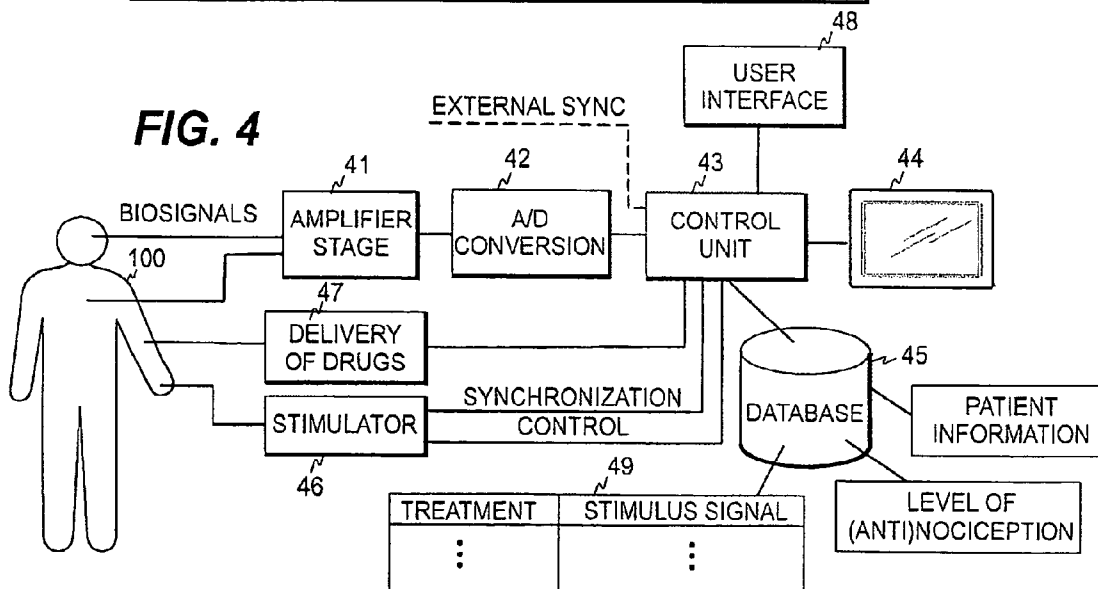 FIG. 4
48
USER
INTERFACE
EXTERNAL SYNC
41
42
43
44
BIOSIGNALS
AMPLIFIER
STAGE
A/D
CONVERSION
CONTROL
UNIT
100
47
DELIVERY
OF DRUGS
45
SYNCHRONIZATION
STIMULATOR
CONTROL
46
DATABASE
PATIENT
INFORMATION
49
TREATMENT
STIMULUS SIGNAL
LEVEL OF
(ANTI)NOCICEPTION